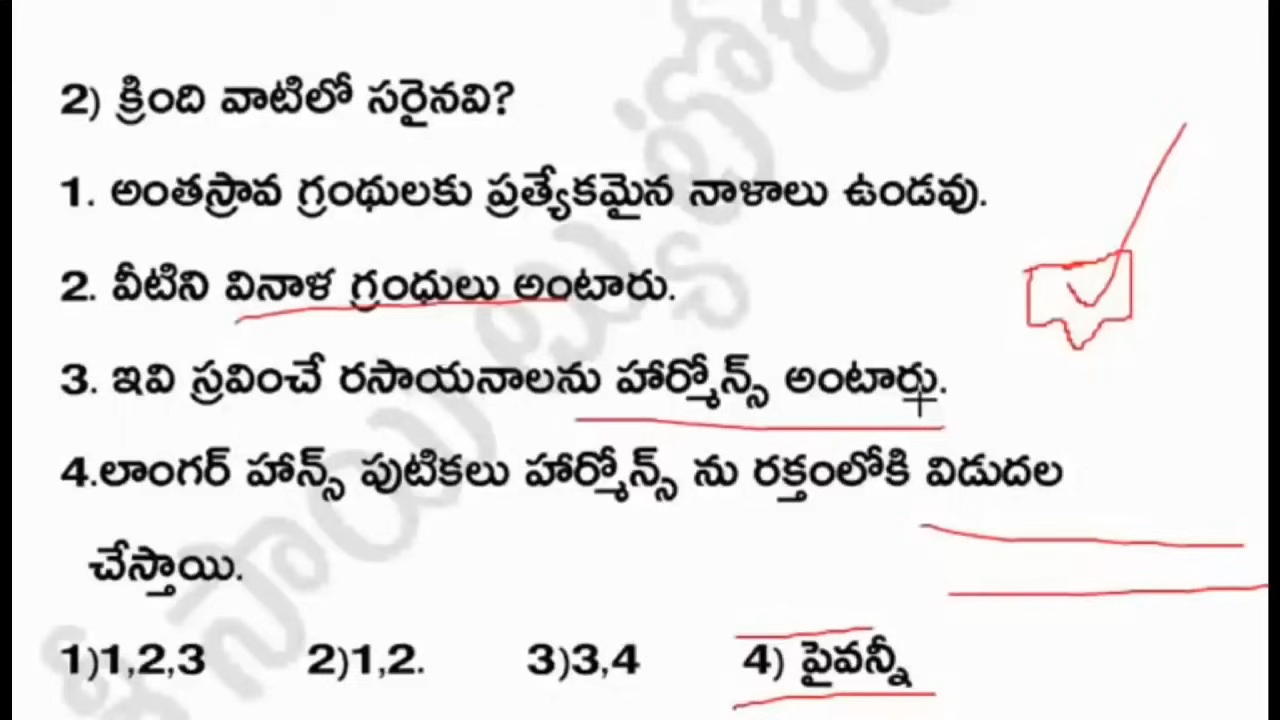 2) క్రింది వాటిలో సరైనవి?
1. అంతస్రావ గ్రంథులకు ప్రత్యేకమైన నాళాలు ఉండవు.
2. వీటిని వినాళ గ్రంధులు అంటారు.
3. ఇవి స్రవించే రసాయనాలను హార్మోన్స్ అంటారు.
4.లాంగర్ హాన్స్ పుటికలు హార్మోన్స్ ను రక్తంలోకి విడుదల
చేస్తాయి.
1)1,2,3 2)1,2. 3)3,4 4) పైవన్నీ